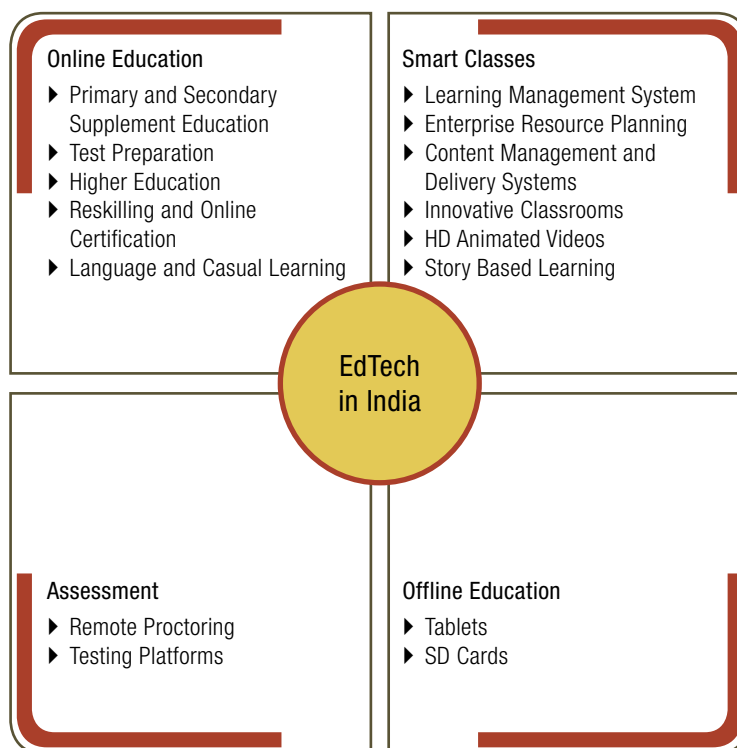 Online Education
Primary and Secondary
Supplement Education
Test Preparation
Higher Education
Reskilling and Online
Certification
Language and Casual Learning
Smart Classes
Learning Management System
Enterprise Resource Planning
Content Management and
Delivery Systems
Innovative Classrooms
HD Animated Videos
Story Based Learning
EdTech
in India
Assessment
Remote Proctoring
Testing Platforms
Offline Education
Tablets
SD Cards